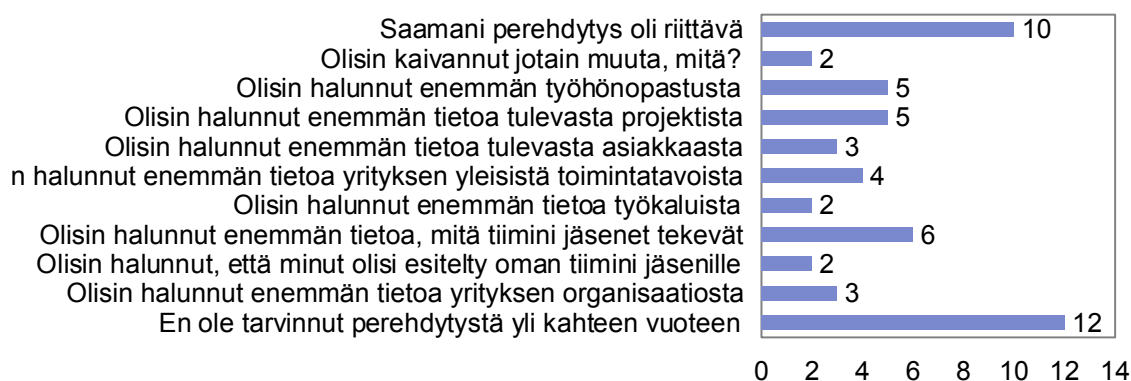 Saamani perehdytys oli riittävä 10
Olisin kaivannut jotain muuta, mitä? 2
Olisin halunnut enemmän työhönopastusta 5
Olisin halunnut enemmän tietoa tulevasta projektista 5
Olisin halunnut enemmän tietoa tulevasta asiakkaasta 3
n halunnut enemmän tietoa yrityksen yleisistä toimintatavoista 4
Olisin halunnut enemmän tietoa työkaluista 2
Olisin halunnut enemmän tietoa, mitä tiimini jäsenet tekevät 6
Olisin halunnut, että minut olisi esitelty oman tiimini jäsenille 2
Olisin halunnut enemmän tietoa yrityksen organisaatiosta 3
En ole tarvinnut perehdytystä yli kahteen vuoteen 12
0 2 4 6 8 10 12 14